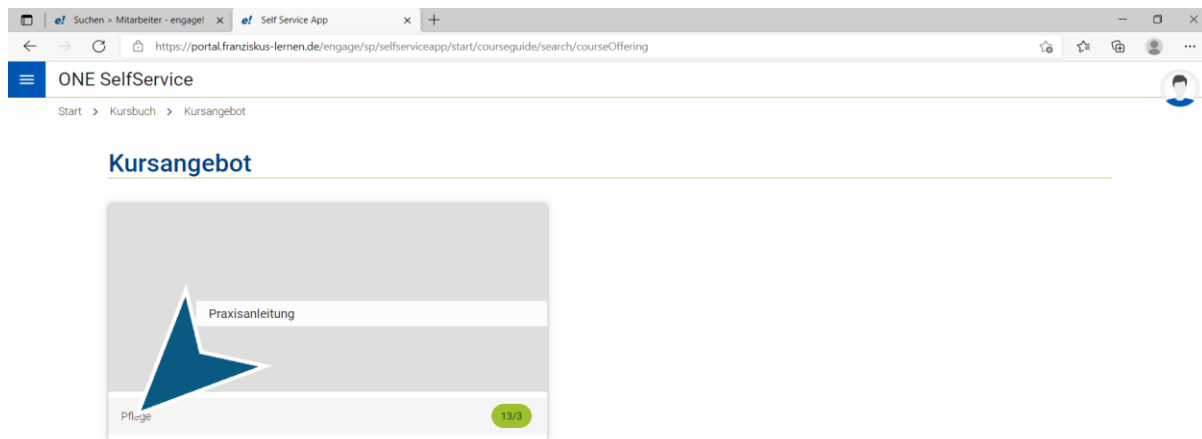 Suchen > Mitarbeiter - engage!
Self Service App
https://portal.franziskus-lernen.de/engage/sp/selfserviceapp/start/courseguide/search/courseOffering
ONE SelfService
Start > Kursbuch > Kursangebot
Kursangebot
Praxisanleitung
Pflege 13/3